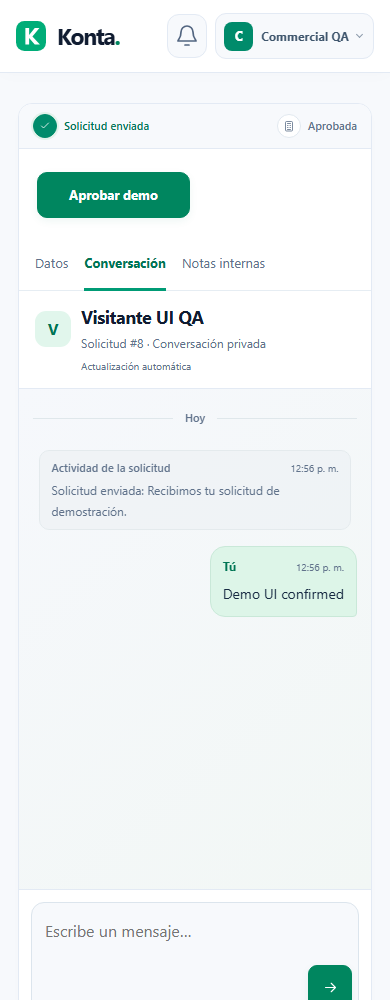 K Konta.
C Commercial QA
Solicitud enviada
Aprobada
Aprobar demo
Datos Conversación Notas internas
V
Visitante UI QA
Solicitud #8 · Conversación privada
Actualización automática
Hoy
Actividad de la solicitud 12:56 p. m.
Solicitud enviada: Recibimos tu solicitud de
demostración.
Tú 12:56 p. m.
Demo UI confirmed
Escribe un mensaje...